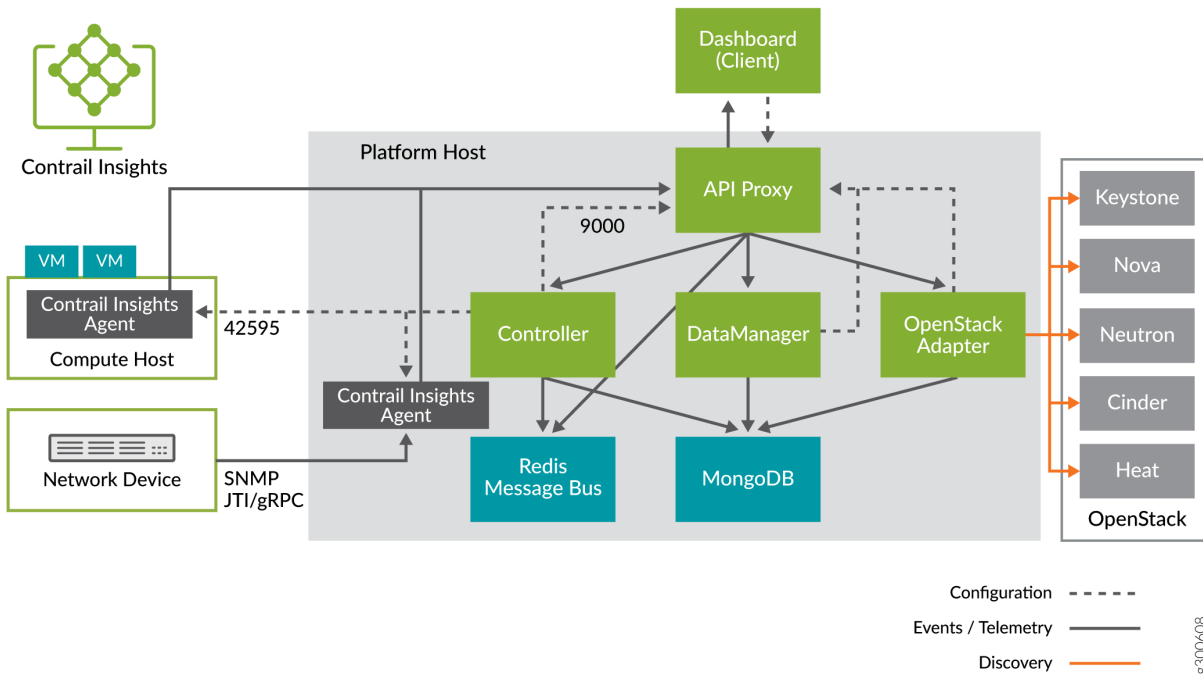 Dashboard
(Client)
Contrail Insights
Platform Host
API Proxy
9000
Keystone
VM
VM
Contrail Insights
Agent
Compute Host
42595
Controller
DataManager
OpenStack
Adapter
Nova
Neutron
Contrail Insights
Agent
Cinder
Network Device
SNMP
JTI/gRPC
Redis
Message Bus
MongoDB
Heat
OpenStack
Configuration
Events / Telemetry
Discovery
g300608